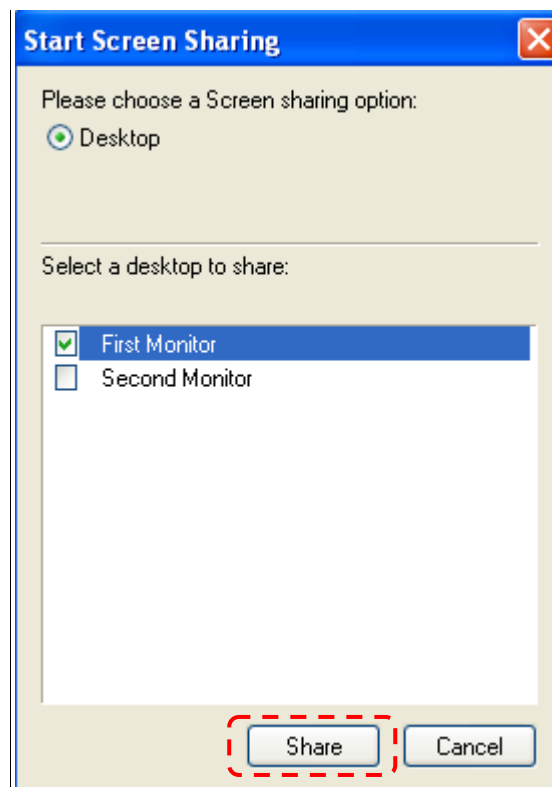 Start Screen Sharing
Please choose a Screen sharing option:
Desktop
Select a desktop to share:
First Monitor
Second Monitor
Share Cancel